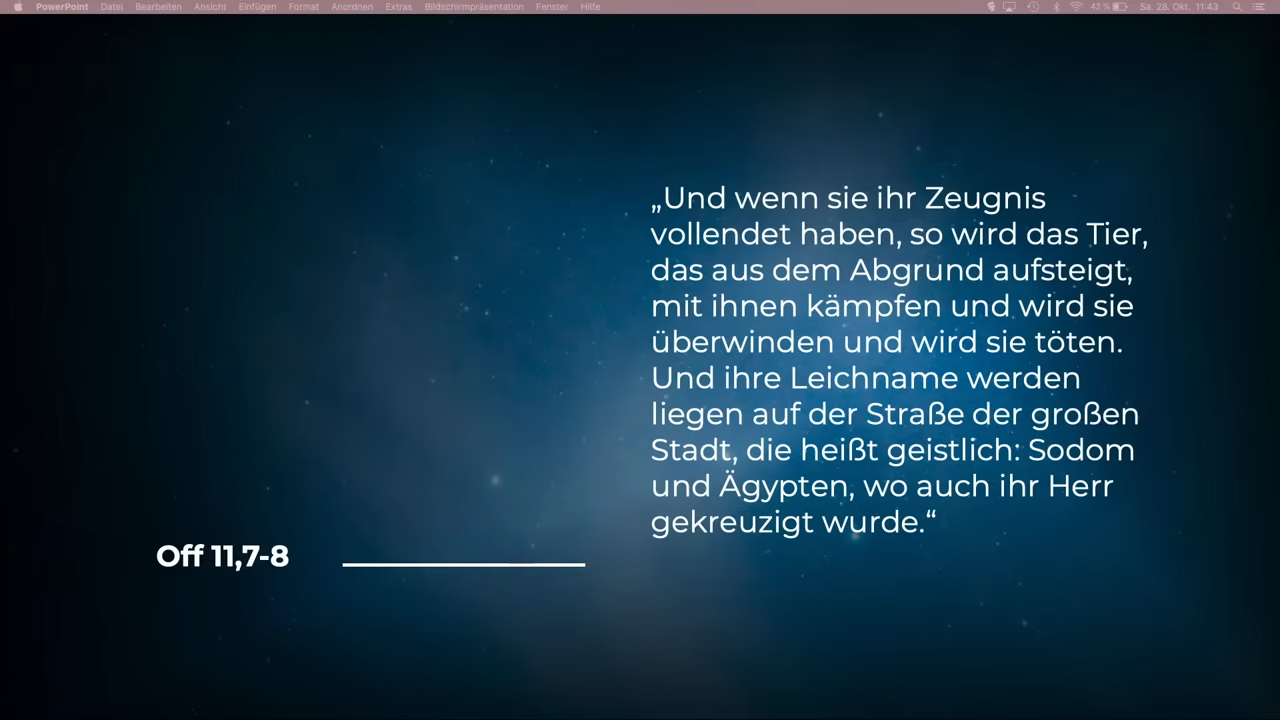 PowerPoint Datei Bearbeiten Ansicht Einfügen Format Anordnen Extras Bildschirmpräsentation Fenster Hilfe 42 % Sa. 28. Okt. 11:43
„Und wenn sie ihr Zeugnis
vollendet haben, so wird das Tier,
das aus dem Abgrund aufsteigt,
mit ihnen kämpfen und wird sie
überwinden und wird sie töten.
Und ihre Leichname werden
liegen auf der Straße der großen
Stadt, die heißt geistlich: Sodom
und Ägypten, wo auch ihr Herr
gekreuzigt wurde.“
Off 11,7-8